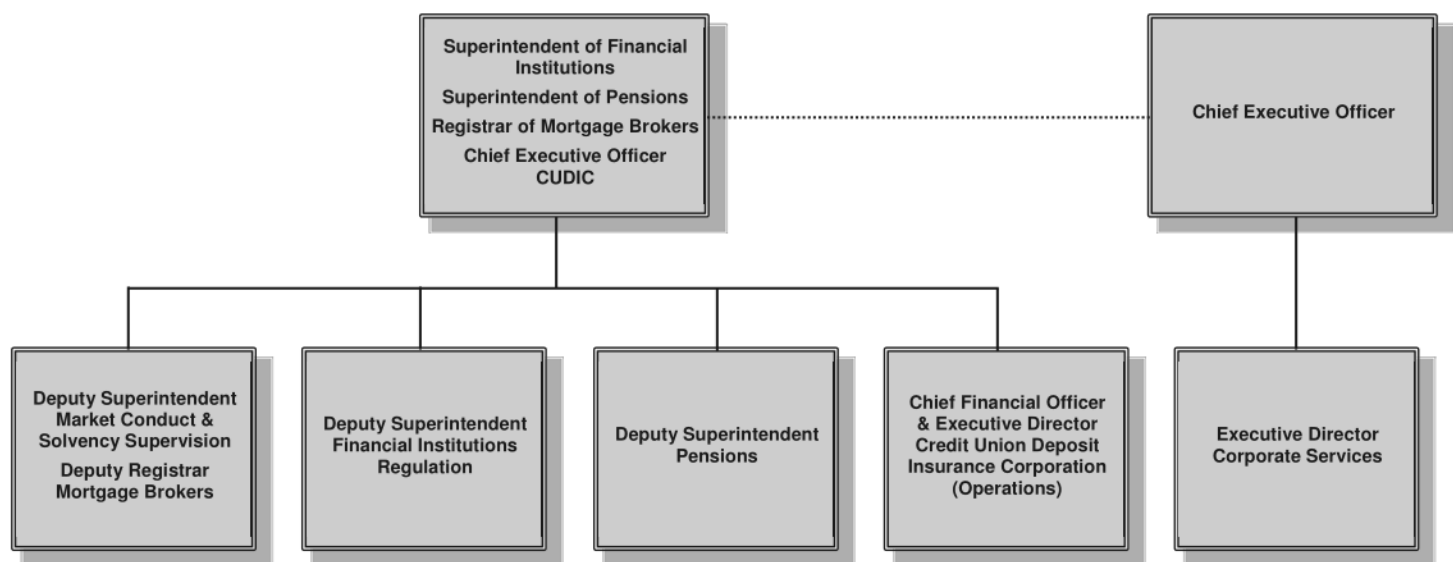 Superintendent of Financial
Institutions
Superintendent of Pensions
Registrar of Mortgage Brokers
Chief Executive Officer
CUDIC
Chief Executive Officer
Deputy Superintendent
Market Conduct &
Solvency Supervision
Deputy Registrar
Mortgage Brokers
Deputy Superintendent
Financial Institutions
Regulation
Deputy Superintendent
Pensions
Chief Financial Officer
& Executive Director
Credit Union Deposit
Insurance Corporation
(Operations)
Executive Director
Corporate Services